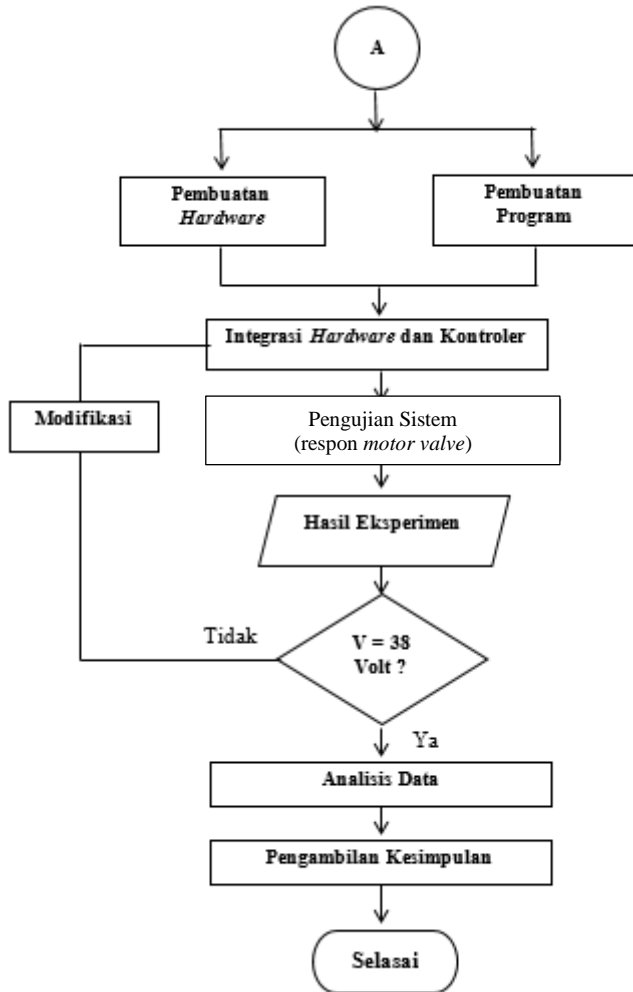 A
Pembuatan
Hardware
Pembuatan
Program
Integrasi Hardware dan Kontroler
Modifikasi
Pengujian Sistem
(respon motor valve)
Hasil Eksperimen
Tidak
V = 38
Volt ?
Ya
Analisis Data
Pengambilan Kesimpulan
Selasai